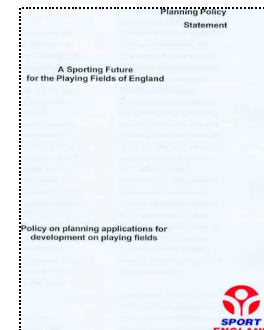 Planning Policy
Statement
A Sporting Future
for the Playing Fields of England
Policy on planning applications for
development on playing fields
SPORT
ENGLAND